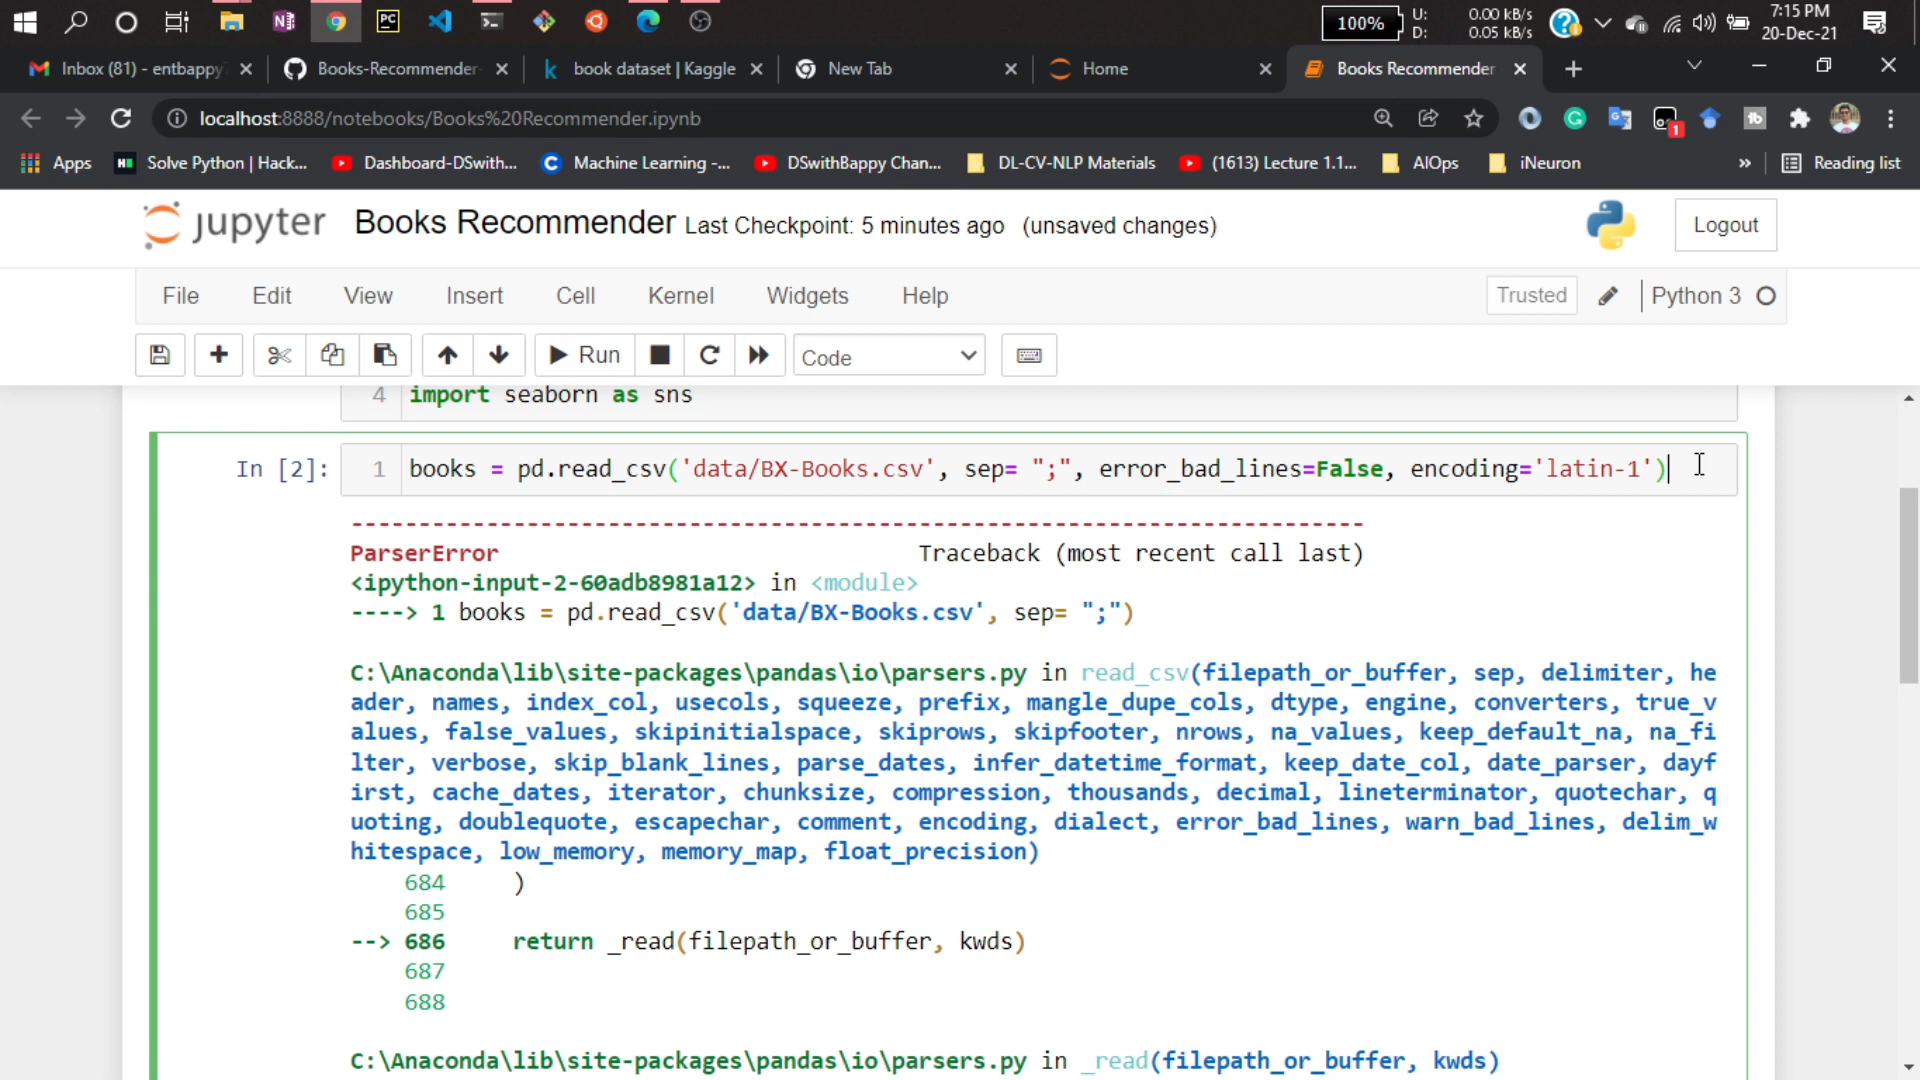 100%
U: 0.00 kB/s
D: 0.05 kB/s
7:15 PM
20-Dec-21
Inbox (81) - entbappy
Books-Recommender-
book dataset | Kaggle
New Tab
Home
Books Recommender
localhost:8888/notebooks/Books%20Recommender.ipynb
1
Apps
Solve Python | Hack...
Dashboard-DSwith...
Machine Learning -...
DSwithBappy Chan...
DL-CV-NLP Materials
(1613) Lecture 1.1...
AIOps
iNeuron
»
Reading list
jupyter
Books Recommender Last Checkpoint: 5 minutes ago (unsaved changes)
Logout
File Edit View Insert Cell Kernel Widgets Help
Trusted
Python 3
Run
Code
4 import seaborn as sns
In [2]: 1 books = pd.read_csv('data/BX-Books.csv', sep= ";", error_bad_lines=False, encoding='latin-1')
---------------------------------------------------------------------------
ParserError Traceback (most recent call last)
<ipython-input-2-60adb8981a12> in <module>
----> 1 books = pd.read_csv('data/BX-Books.csv', sep= ";")
C:\Anaconda\lib\site-packages\pandas\io\parsers.py in read_csv(filepath_or_buffer, sep, delimiter, he
ader, names, index_col, usecols, squeeze, prefix, mangle_dupe_cols, dtype, engine, converters, true_v
alues, false_values, skipinitialspace, skiprows, skipfooter, nrows, na_values, keep_default_na, na_fi
lter, verbose, skip_blank_lines, parse_dates, infer_datetime_format, keep_date_col, date_parser, dayf
irst, cache_dates, iterator, chunksize, compression, thousands, decimal, lineterminator, quotechar, q
uoting, doublequote, escapechar, comment, encoding, dialect, error_bad_lines, warn_bad_lines, delim_w
hitespace, low_memory, memory_map, float_precision)
684 )
685
--> 686 return _read(filepath_or_buffer, kwds)
687
688
C:\Anaconda\lib\site-packages\pandas\io\parsers.py in _read(filepath_or_buffer, kwds)